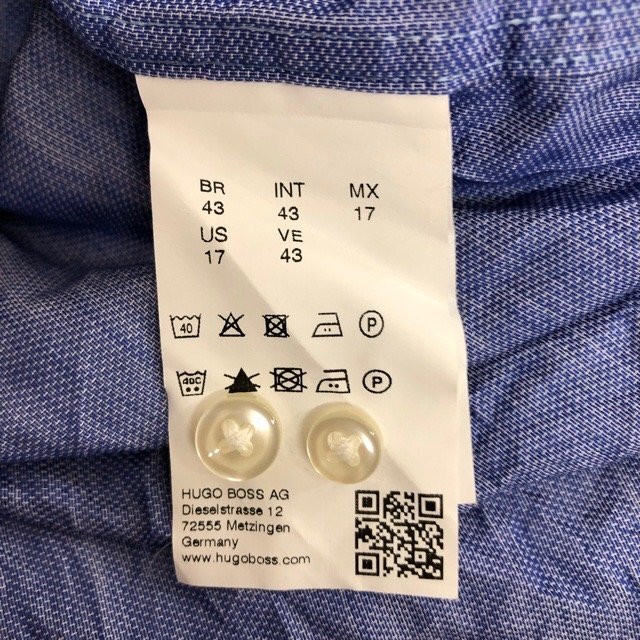 BR INT MX
43 43 17
US VE
17 43
40 P
40C P
HUGO BOSS AG
Dieselstrasse 12
72555 Metzingen
Germany
www.hugoboss.com